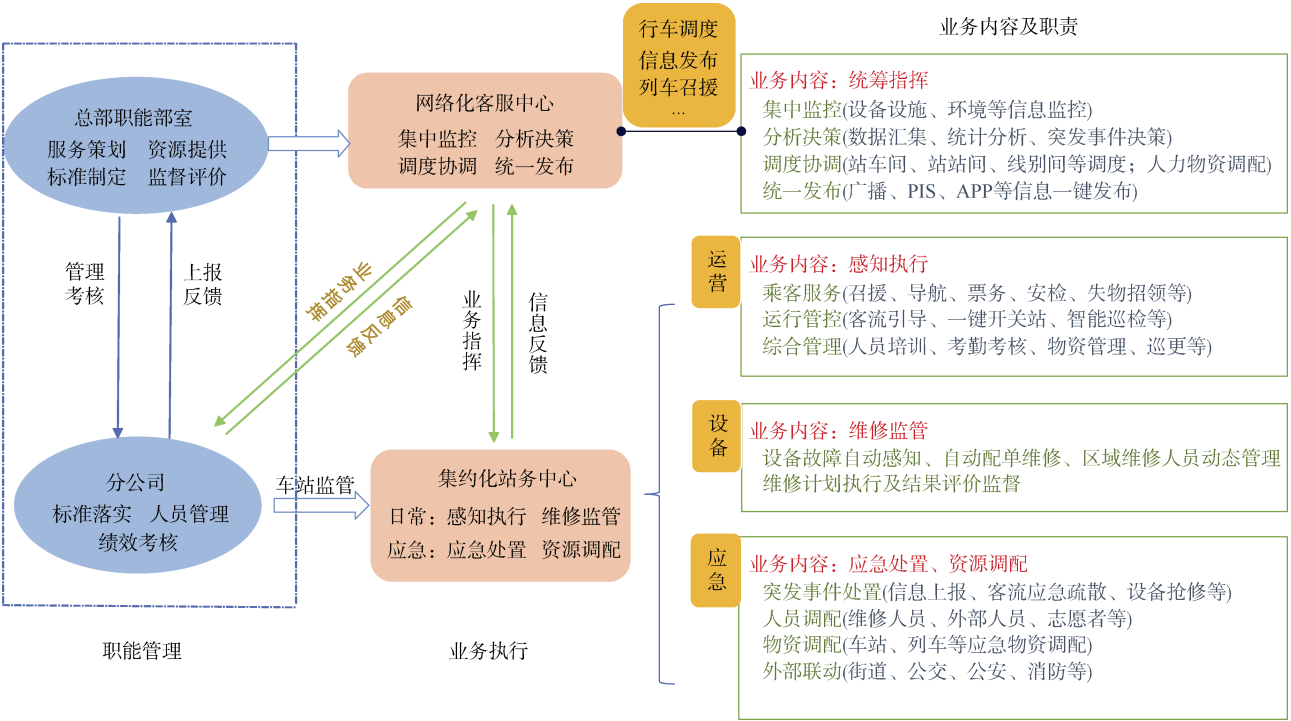 行车调度
信息发布
列车召援
...
业务内容及职责
总部职能部室
服务策划 资源提供
标准制定 监督评价
网络化客服中心
集中监控 分析决策
调度协调 统一发布
业务内容：统筹指挥
集中监控(设备设施、环境等信息监控)
分析决策(数据汇集、统计分析、突发事件决策)
调度协调(站车间、站站间、线别间等调度；人力物资调配)
统一发布(广播、PIS、APP等信息一键发布)
管理
考核
上报
反馈
业务指挥
信息反馈
业务指挥
信息反馈
运营
业务内容：感知执行
乘客服务(召援、导航、票务、安检、失物招领等)
运行管控(客流引导、一键开关站、智能巡检等)
综合管理(人员培训、考勤考核、物资管理、巡更等)
设备
业务内容：维修监管
设备故障自动感知、自动配单维修、区域维修人员动态管理
维修计划执行及结果评价监督
分公司
标准落实 人员管理
绩效考核
车站监管
集约化站务中心
日常：感知执行 维修监管
应急：应急处置 资源调配
应急
业务内容：应急处置、资源调配
突发事件处置(信息上报、客流应急疏散、设备抢修等)
人员调配(维修人员、外部人员、志愿者等)
物资调配(车站、列车等应急物资调配)
外部联动(街道、公交、公安、消防等)
职能管理
业务执行